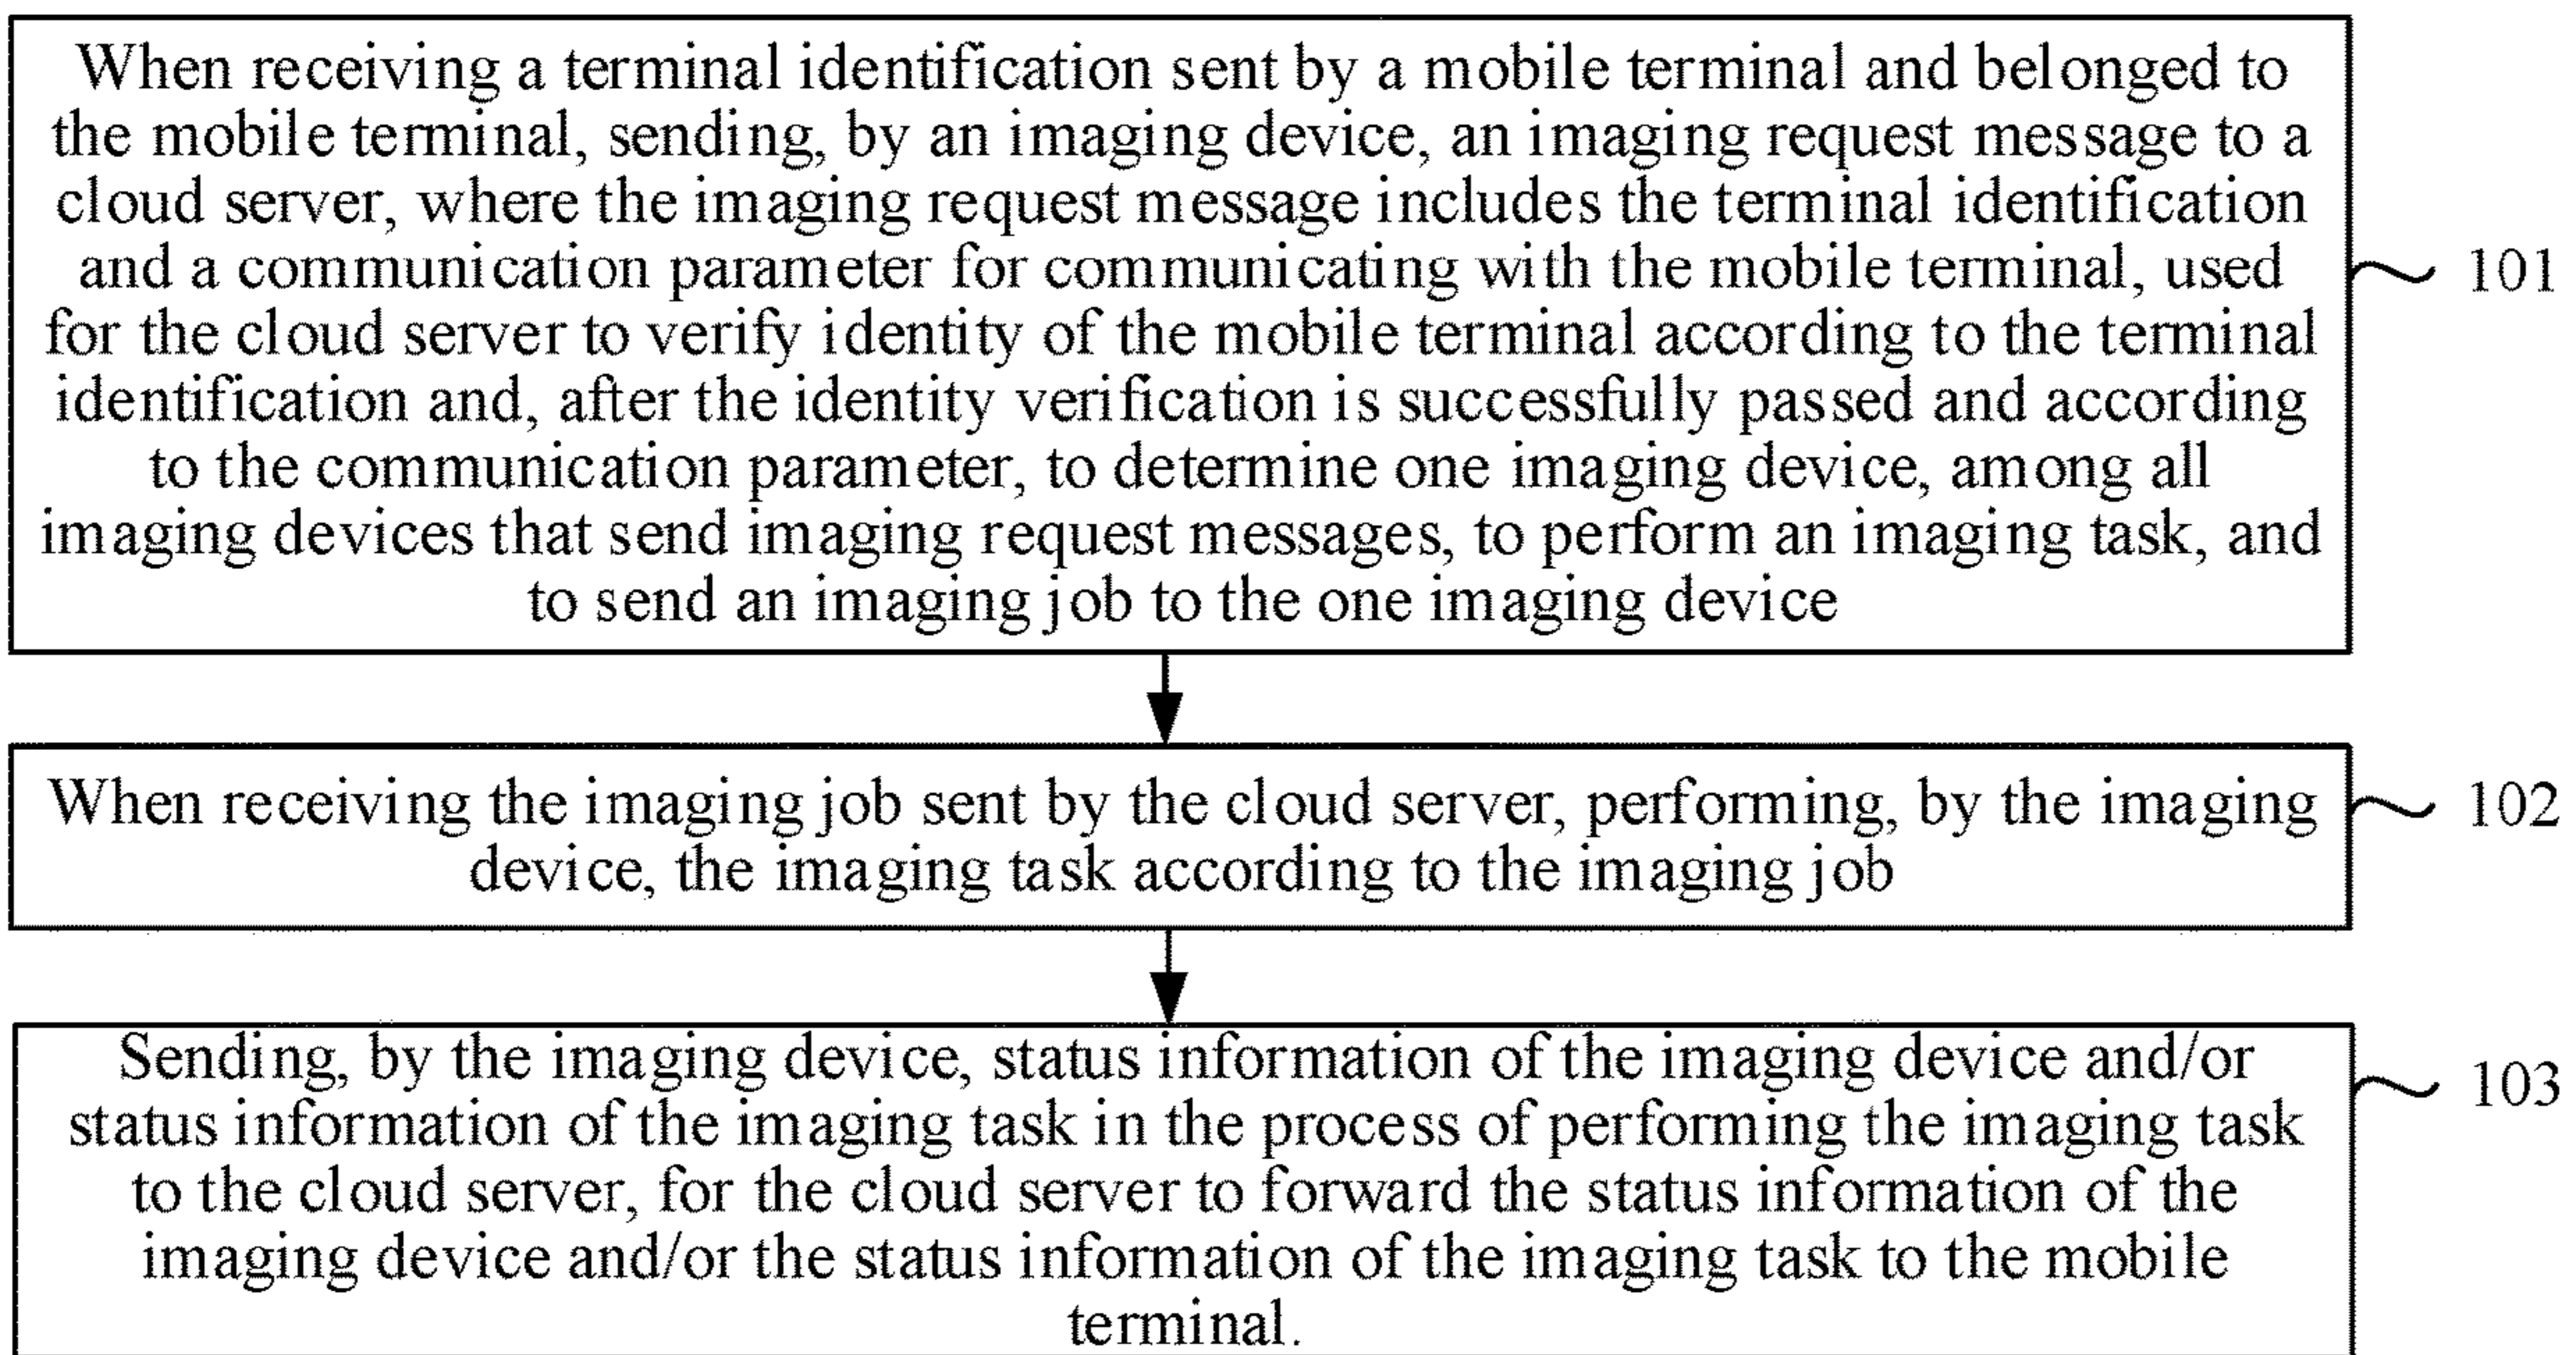 When receiving a terminal identification sent by a mobile terminal and belonged to
the mobile terminal, sending, by an imaging device, an imaging request message to a
cloud server, where the imaging request message includes the terminal identification
and a communication parameter for communicating with the mobile terminal, used
for the cloud server to verify identity of the mobile terminal according to the terminal
identification and, after the identity verification is successfully passed and according
to the communication parameter, to determine one imaging device, among all
imaging devices that send imaging request messages, to perform an imaging task, and
to send an imaging job to the one imaging device
101
When receiving the imaging job sent by the cloud server, performing, by the imaging
device, the imaging task according to the imaging job
102
Sending, by the imaging device, status information of the imaging device and/or
status information of the imaging task in the process of performing the imaging task
to the cloud server, for the cloud server to forward the status information of the
imaging device and/or the status information of the imaging task to the mobile
terminal.
103